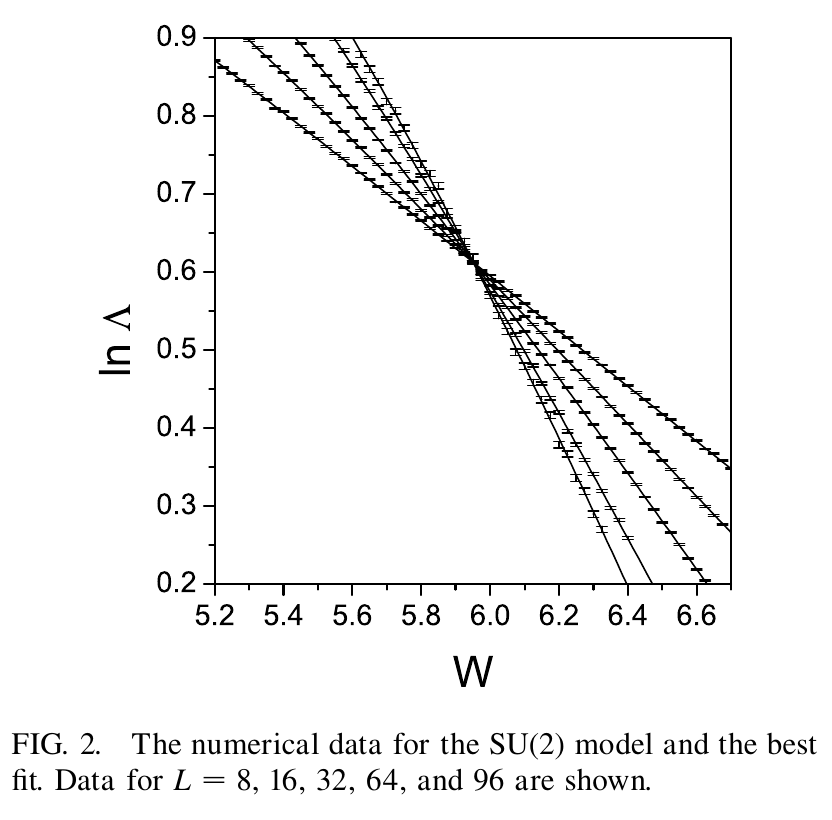 0.9
0.8
0.7
0.6
0.5
0.4
0.3
0.2
ln Λ
5.2 5.4 5.6 5.8 6.0 6.2 6.4 6.6
W
FIG. 2. The numerical data for the SU(2) model and the best
fit. Data for L = 8, 16, 32, 64, and 96 are shown.